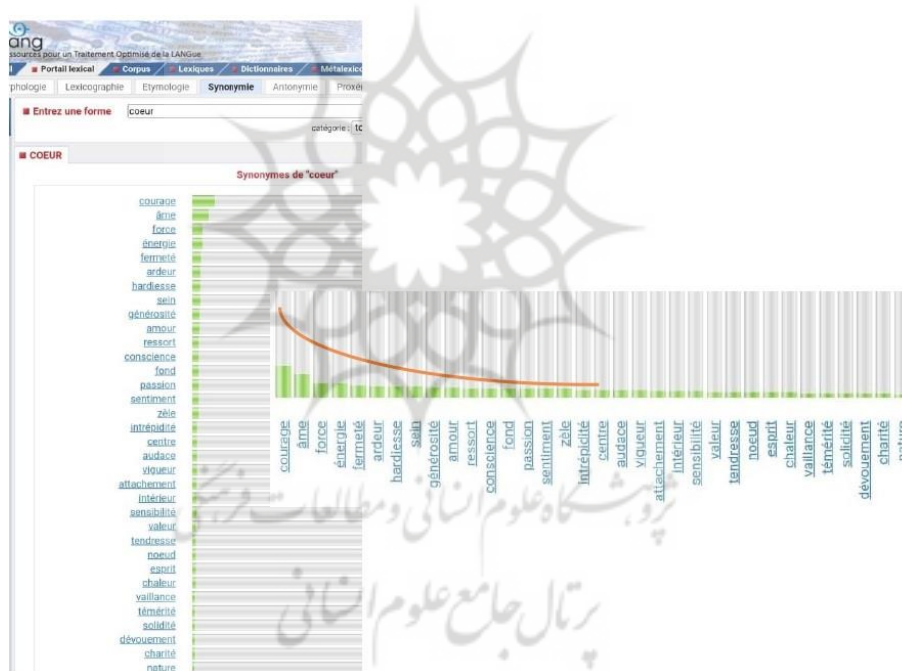 ang
ssources pour un Traitement Optimisé de la LANGue
Portail lexical Corpus Lexiques Dictionnaires Métalexico
phologie Lexicographie Etymologie Synonymie Antonymie Proxé
Entrez une forme coeur
catégorie :
COEUR
Synonymes de "coeur"
courage
âme
force
énergie
fermeté
ardeur
hardiesse
sein
générosité
amour
ressort
conscience
fond
passion
sentiment
zèle
intrépidité
centre
audace
vigueur
attachement
intérieur
sensibilité
valeur
tendresse
noeud
esprit
chaleur
vaillance
témérité
solidité
dévouement
charité
nature
courage
âme
force
énergie
fermeté
ardeur
hardiesse
sein
générosité
amour
ressort
conscience
fond
passion
sentiment
zèle
intrépidité
centre
audace
vigueur
attachement
intérieur
sensibilité
valeur
tendresse
noeud
esprit
chaleur
vaillance
témérité
solidité
dévouement
charité
nature
پژوهشگاه علوم انسانی و مطالعات فرهنگی
پرتال جامع علوم انسانی